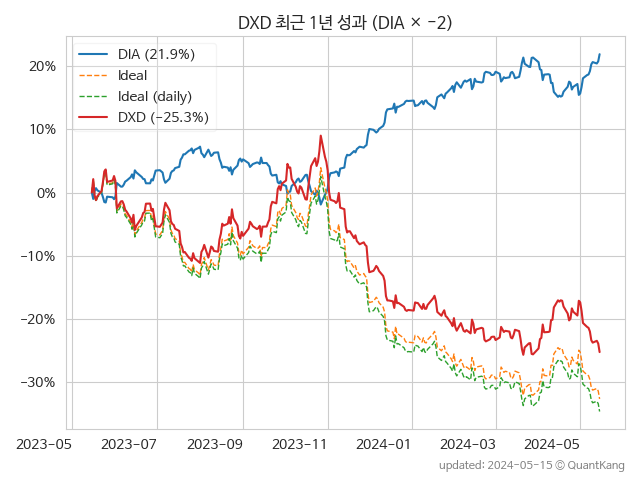 DXD 최근 1년 성과 (DIA × −2)
DIA (21.9%)
Ideal
Ideal (daily)
DXD (−25.3%)
20%
10%
0%
−10%
−20%
−30%
2023-05 2023-07 2023-09 2023-11 2024-01 2024-03 2024-05
updated: 2024-05-15 © QuantKang